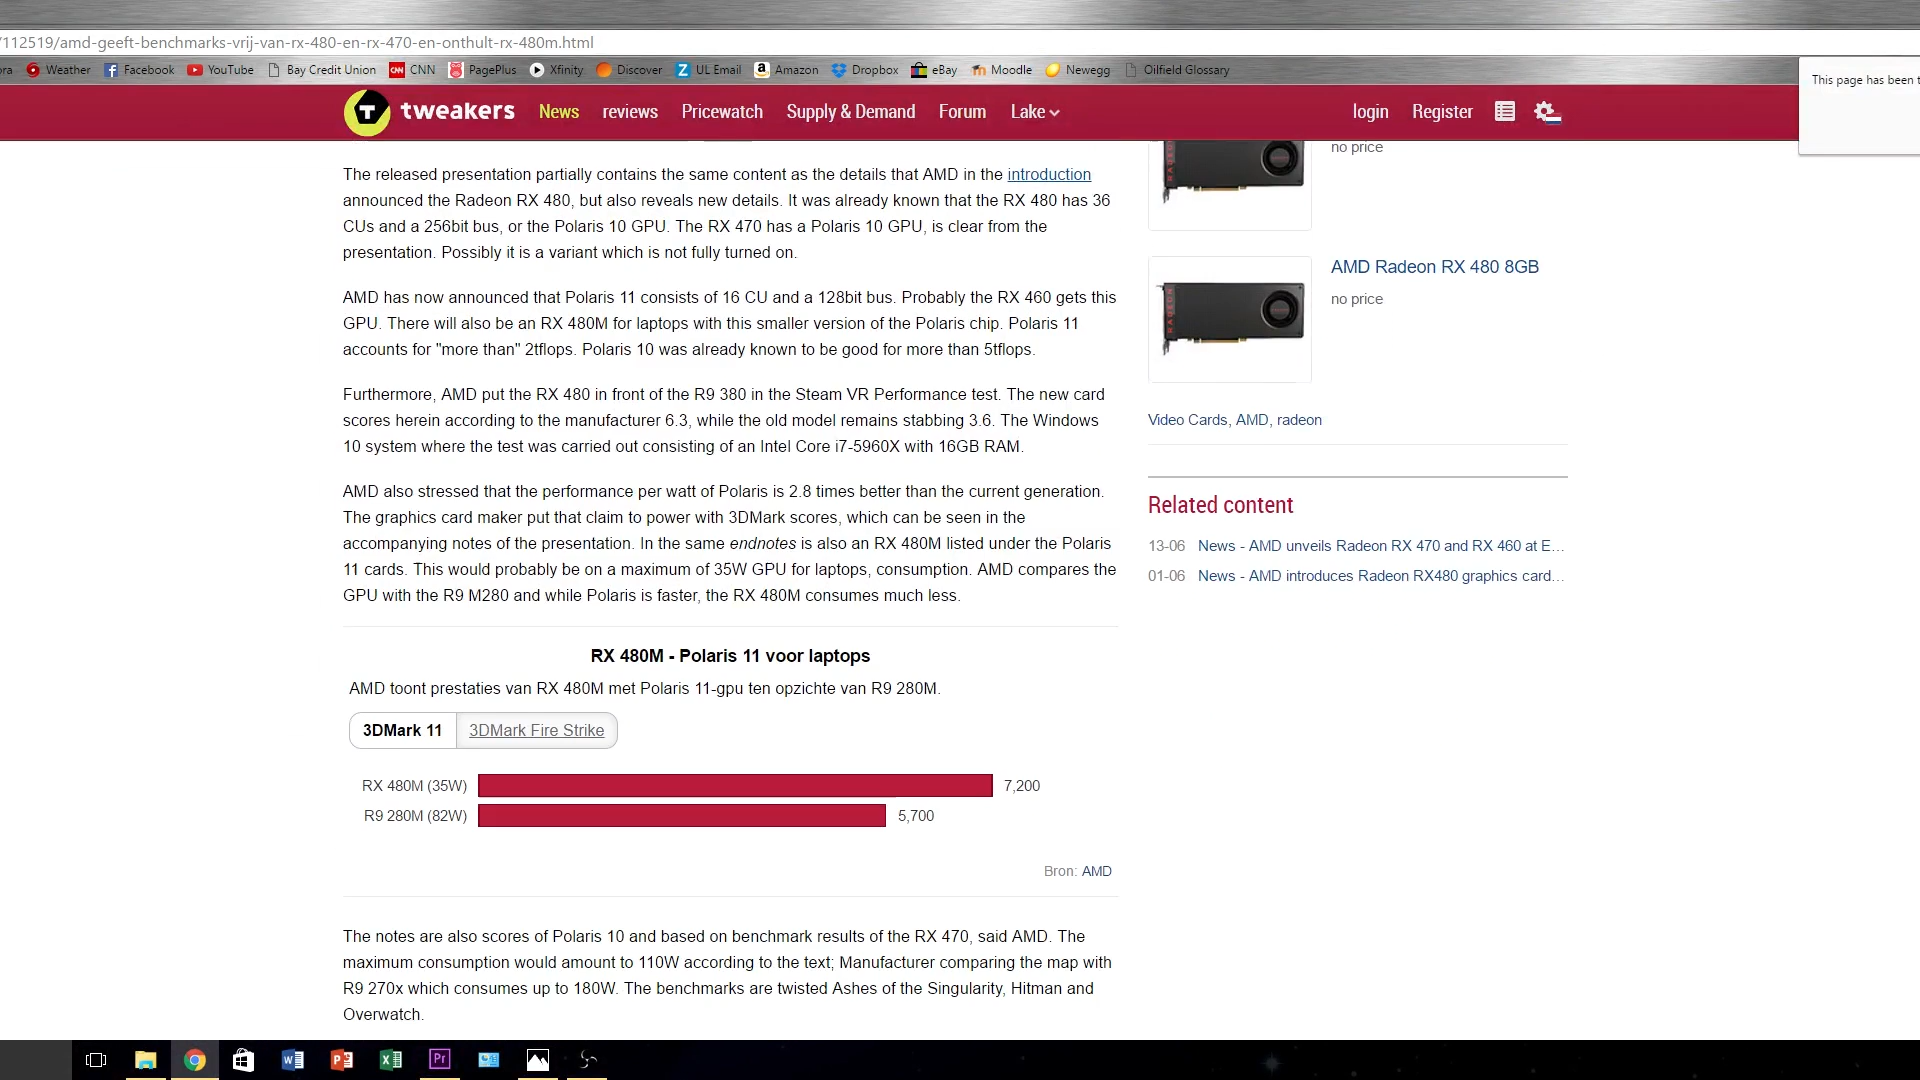 /112519/amd-geeft-benchmarks-vrij-van-rx-480-en-rx-470-en-onthult-rx-480m.html
ora Weather Facebook YouTube Bay Credit Union CNN PagePlus Xfinity Discover UL Email Amazon Dropbox eBay Moodle Newegg Oilfield Glossary
This page has been t
tweakers News reviews Pricewatch Supply & Demand Forum Lake login Register
no price
The released presentation partially contains the same content as the details that AMD in the introduction
announced the Radeon RX 480, but also reveals new details. It was already known that the RX 480 has 36
CUs and a 256bit bus, or the Polaris 10 GPU. The RX 470 has a Polaris 10 GPU, is clear from the
presentation. Possibly it is a variant which is not fully turned on.
AMD has now announced that Polaris 11 consists of 16 CU and a 128bit bus. Probably the RX 460 gets this
GPU. There will also be an RX 480M for laptops with this smaller version of the Polaris chip. Polaris 11
accounts for "more than" 2tflops. Polaris 10 was already known to be good for more than 5tflops.
Furthermore, AMD put the RX 480 in front of the R9 380 in the Steam VR Performance test. The new card
scores herein according to the manufacturer 6.3, while the old model remains stabbing 3.6. The Windows
10 system where the test was carried out consisting of an Intel Core i7-5960X with 16GB RAM.
AMD also stressed that the performance per watt of Polaris is 2.8 times better than the current generation.
The graphics card maker put that claim to power with 3DMark scores, which can be seen in the
accompanying notes of the presentation. In the same endnotes is also an RX 480M listed under the Polaris
11 cards. This would probably be on a maximum of 35W GPU for laptops, consumption. AMD compares the
GPU with the R9 M280 and while Polaris is faster, the RX 480M consumes much less.
RX 480M - Polaris 11 voor laptops
AMD toont prestaties van RX 480M met Polaris 11-gpu ten opzichte van R9 280M.
3DMark 11 3DMark Fire Strike
RX 480M (35W) 7,200
R9 280M (82W) 5,700
Bron: AMD
The notes are also scores of Polaris 10 and based on benchmark results of the RX 470, said AMD. The
maximum consumption would amount to 110W according to the text; Manufacturer comparing the map with
R9 270x which consumes up to 180W. The benchmarks are twisted Ashes of the Singularity, Hitman and
Overwatch.
RADEON
AMD Radeon RX 480 8GB
no price
Video Cards, AMD, radeon
Related content
13-06 News - AMD unveils Radeon RX 470 and RX 460 at E...
01-06 News - AMD introduces Radeon RX480 graphics card...